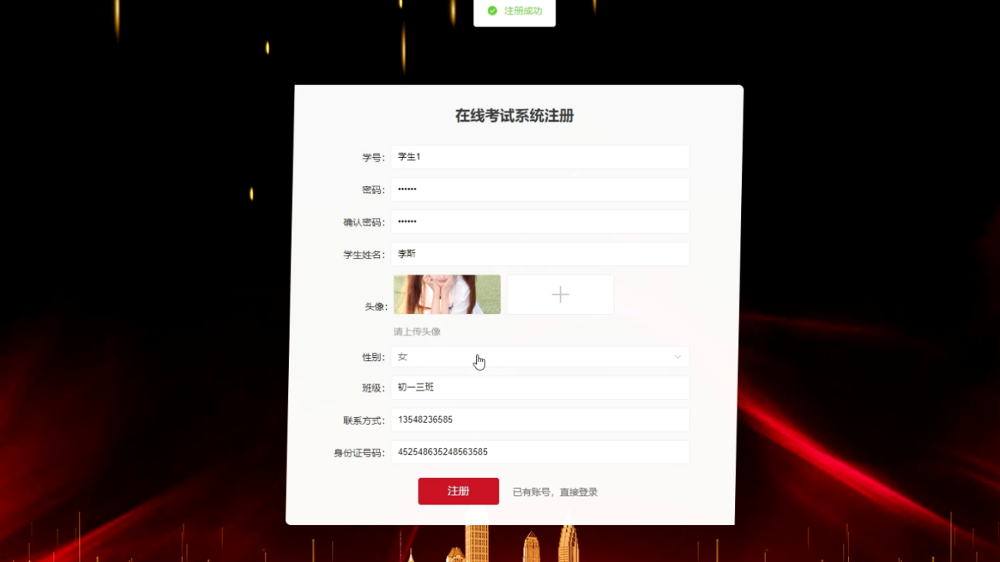 注册成功
在线考试系统注册
学号： 学生1
密码： ••••••
确认密码： ••••••
学生姓名： 李斯
头像：
请上传头像
性别： 女
班级： 初一三班
联系方式： 13548236585
身份证号码： 452548635248563585
注册 已有账号，直接登录